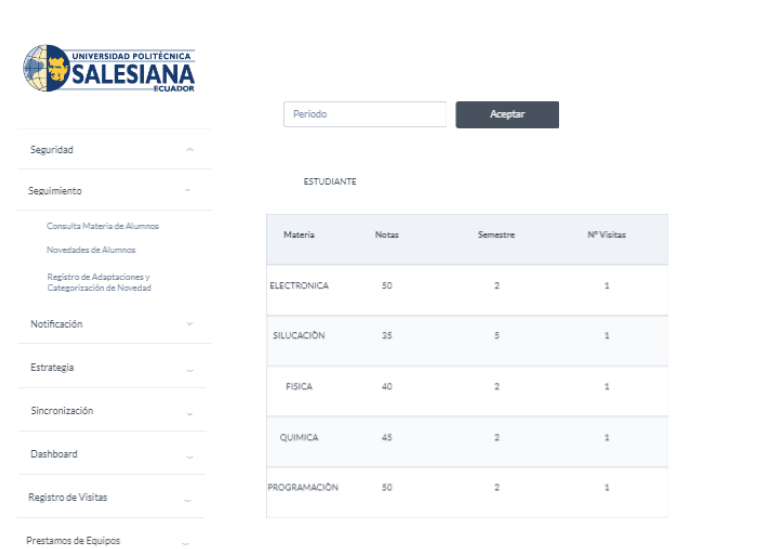 UNIVERSIDAD POLITÉCNICA
SALESIANA
ECUADOR
Periodo
Aceptar
Seguridad
Seguimiento
Consulta Materia de Alumnos
Novedades de Alumnos
Registro de Adaptaciones y
Categorización de Novedad
Notificación
Estrategia
Sincronización
Dashboard
Registro de Visitas
Prestamos de Equipos
ESTUDIANTE
Materia Notas Semestre Nº Visitas
ELECTRONICA 50 2 1
SILUCACIÒN 35 5 1
FISICA 40 2 1
QUIMICA 45 2 1
PROGRAMACIÒN 50 2 1